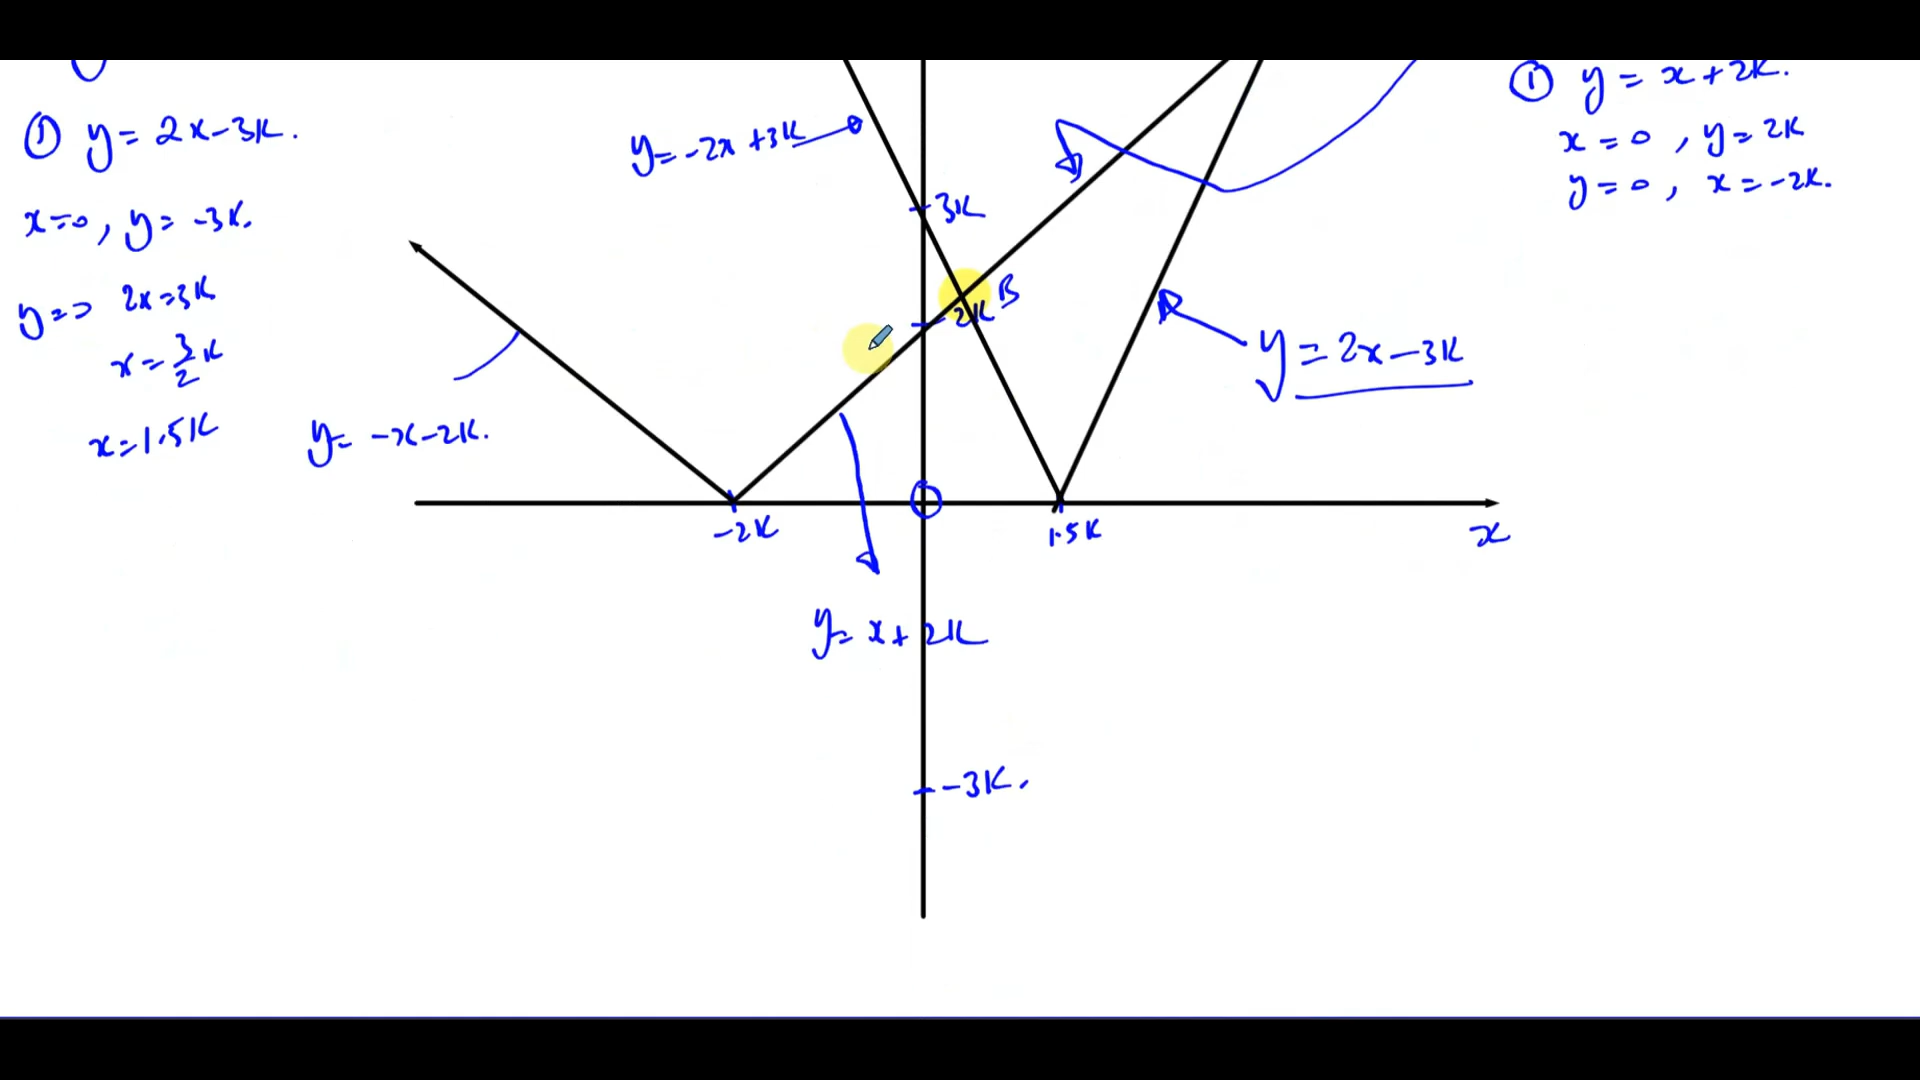 ① y = 2x-3K.
x=0, y= -3K.
y=0 2x=3K
x= 3/2 K
x=1.5K
y= -x-2K.
y=-2x+3K
3K
2K
B
-2K
1.5K
x
y= x+2K
-3K.
y=2x-3K
① y = x+2K.
x=0, y=2K
y=0, x=-2K.